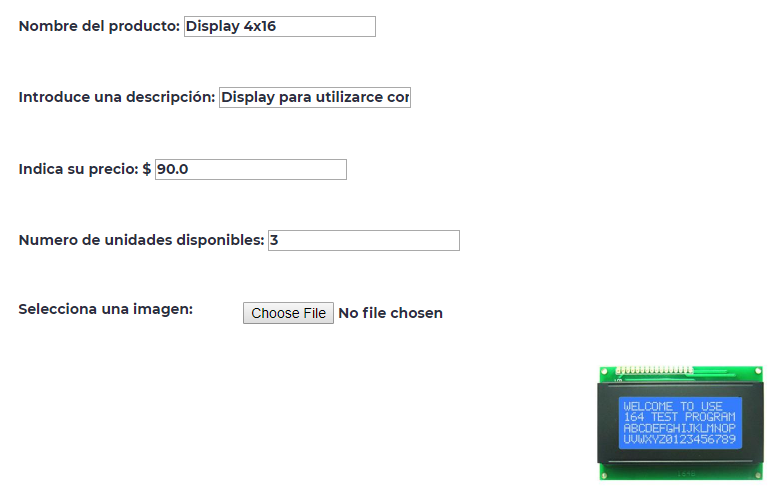 Nombre del producto: Display 4x16
Introduce una descripción: Display para utilizarce con
Indica su precio: $ 90.0
Numero de unidades disponibles: 3
Selecciona una imagen: Choose File No file chosen
WELCOME TO USE
164 TEST PROGRAM
ABCDEFGHIJKLMNOP
UVWXYZ0123456789